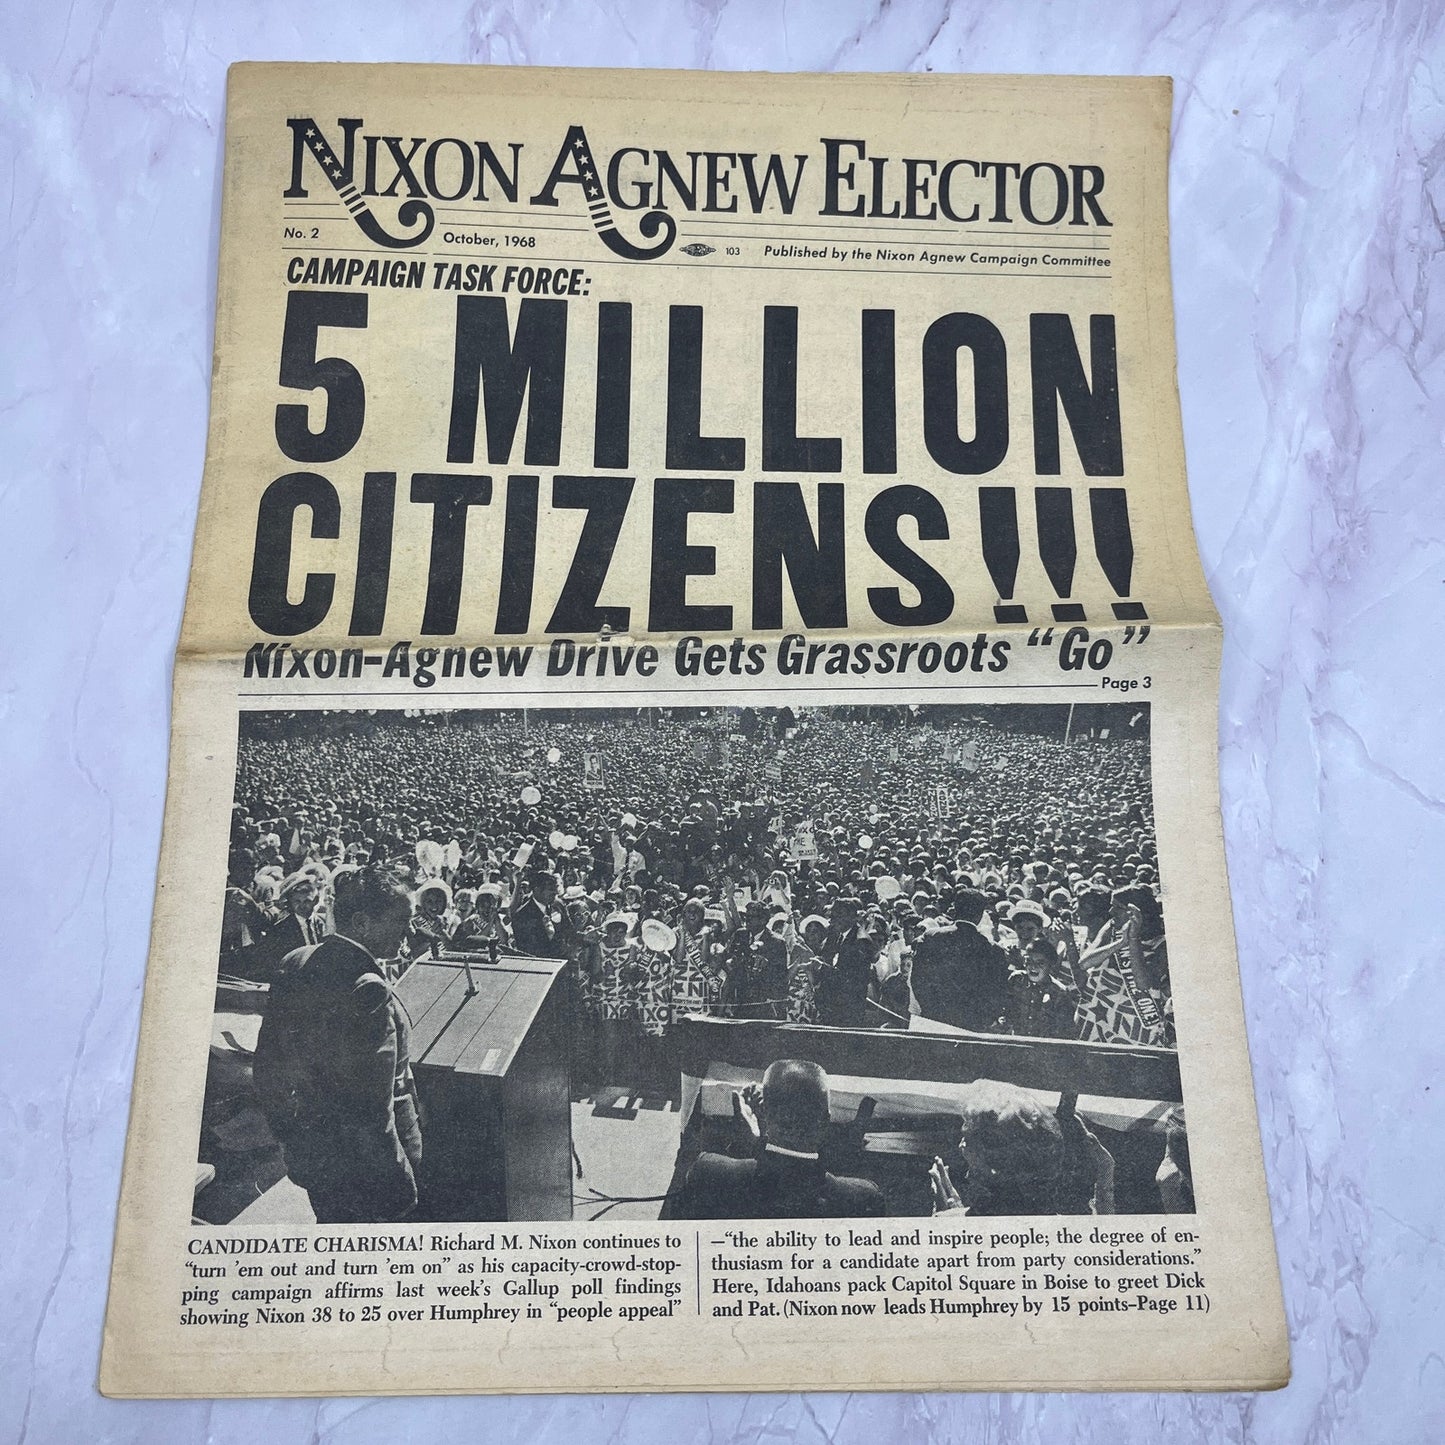 NIXON AGNEW ELECTOR
No. 2
October, 1968
103
Published by the Nixon Agnew Campaign Committee
CAMPAIGN TASK FORCE:
5 MILLION
CITIZENS!!!
Nixon-Agnew Drive Gets Grassroots “Go”
Page 3
CANDIDATE CHARISMA! Richard M. Nixon continues to
“turn ’em out and turn ’em on” as his capacity-crowd-stop-
ping campaign affirms last week’s Gallup poll findings
showing Nixon 38 to 25 over Humphrey in “people appeal”
—“the ability to lead and inspire people; the degree of en-
thusiasm for a candidate apart from party considerations.”
Here, Idahoans pack Capitol Square in Boise to greet Dick
and Pat. (Nixon now leads Humphrey by 15 points–Page 11)